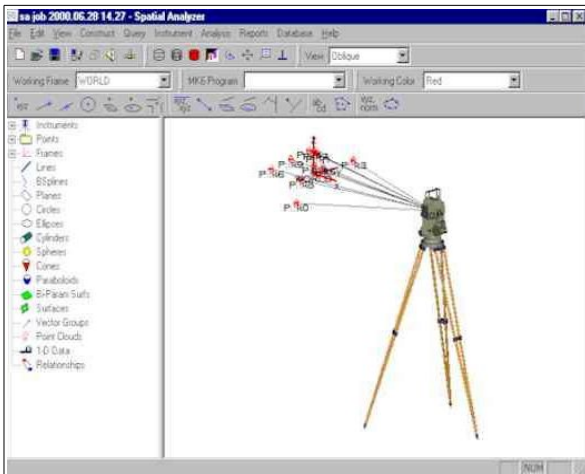 sa job 2000.06.28 14.27 - Spatial Analyzer
File Edit View Construct Query Instrument Analysis Reports Database Help
View: Oblique
Working Frame WORLD MK6 Program Working Color Red
Instruments
Points
Frames
Lines
BSplines
Planes
Circles
Ellipses
Cylinders
Spheres
Cones
Paraboloids
Bi-Param Surfs
Surfaces
Vector Groups
Point Clouds
1-D Data
Relationships
NUM